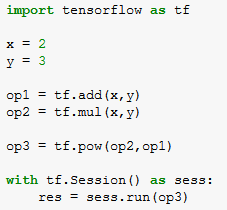 import tensorflow as tf
x = 2
y = 3
op1 = tf.add(x,y)
op2 = tf.mul(x,y)
op3 = tf.pow(op2,op1)
with tf.Session() as sess:
    res = sess.run(op3)